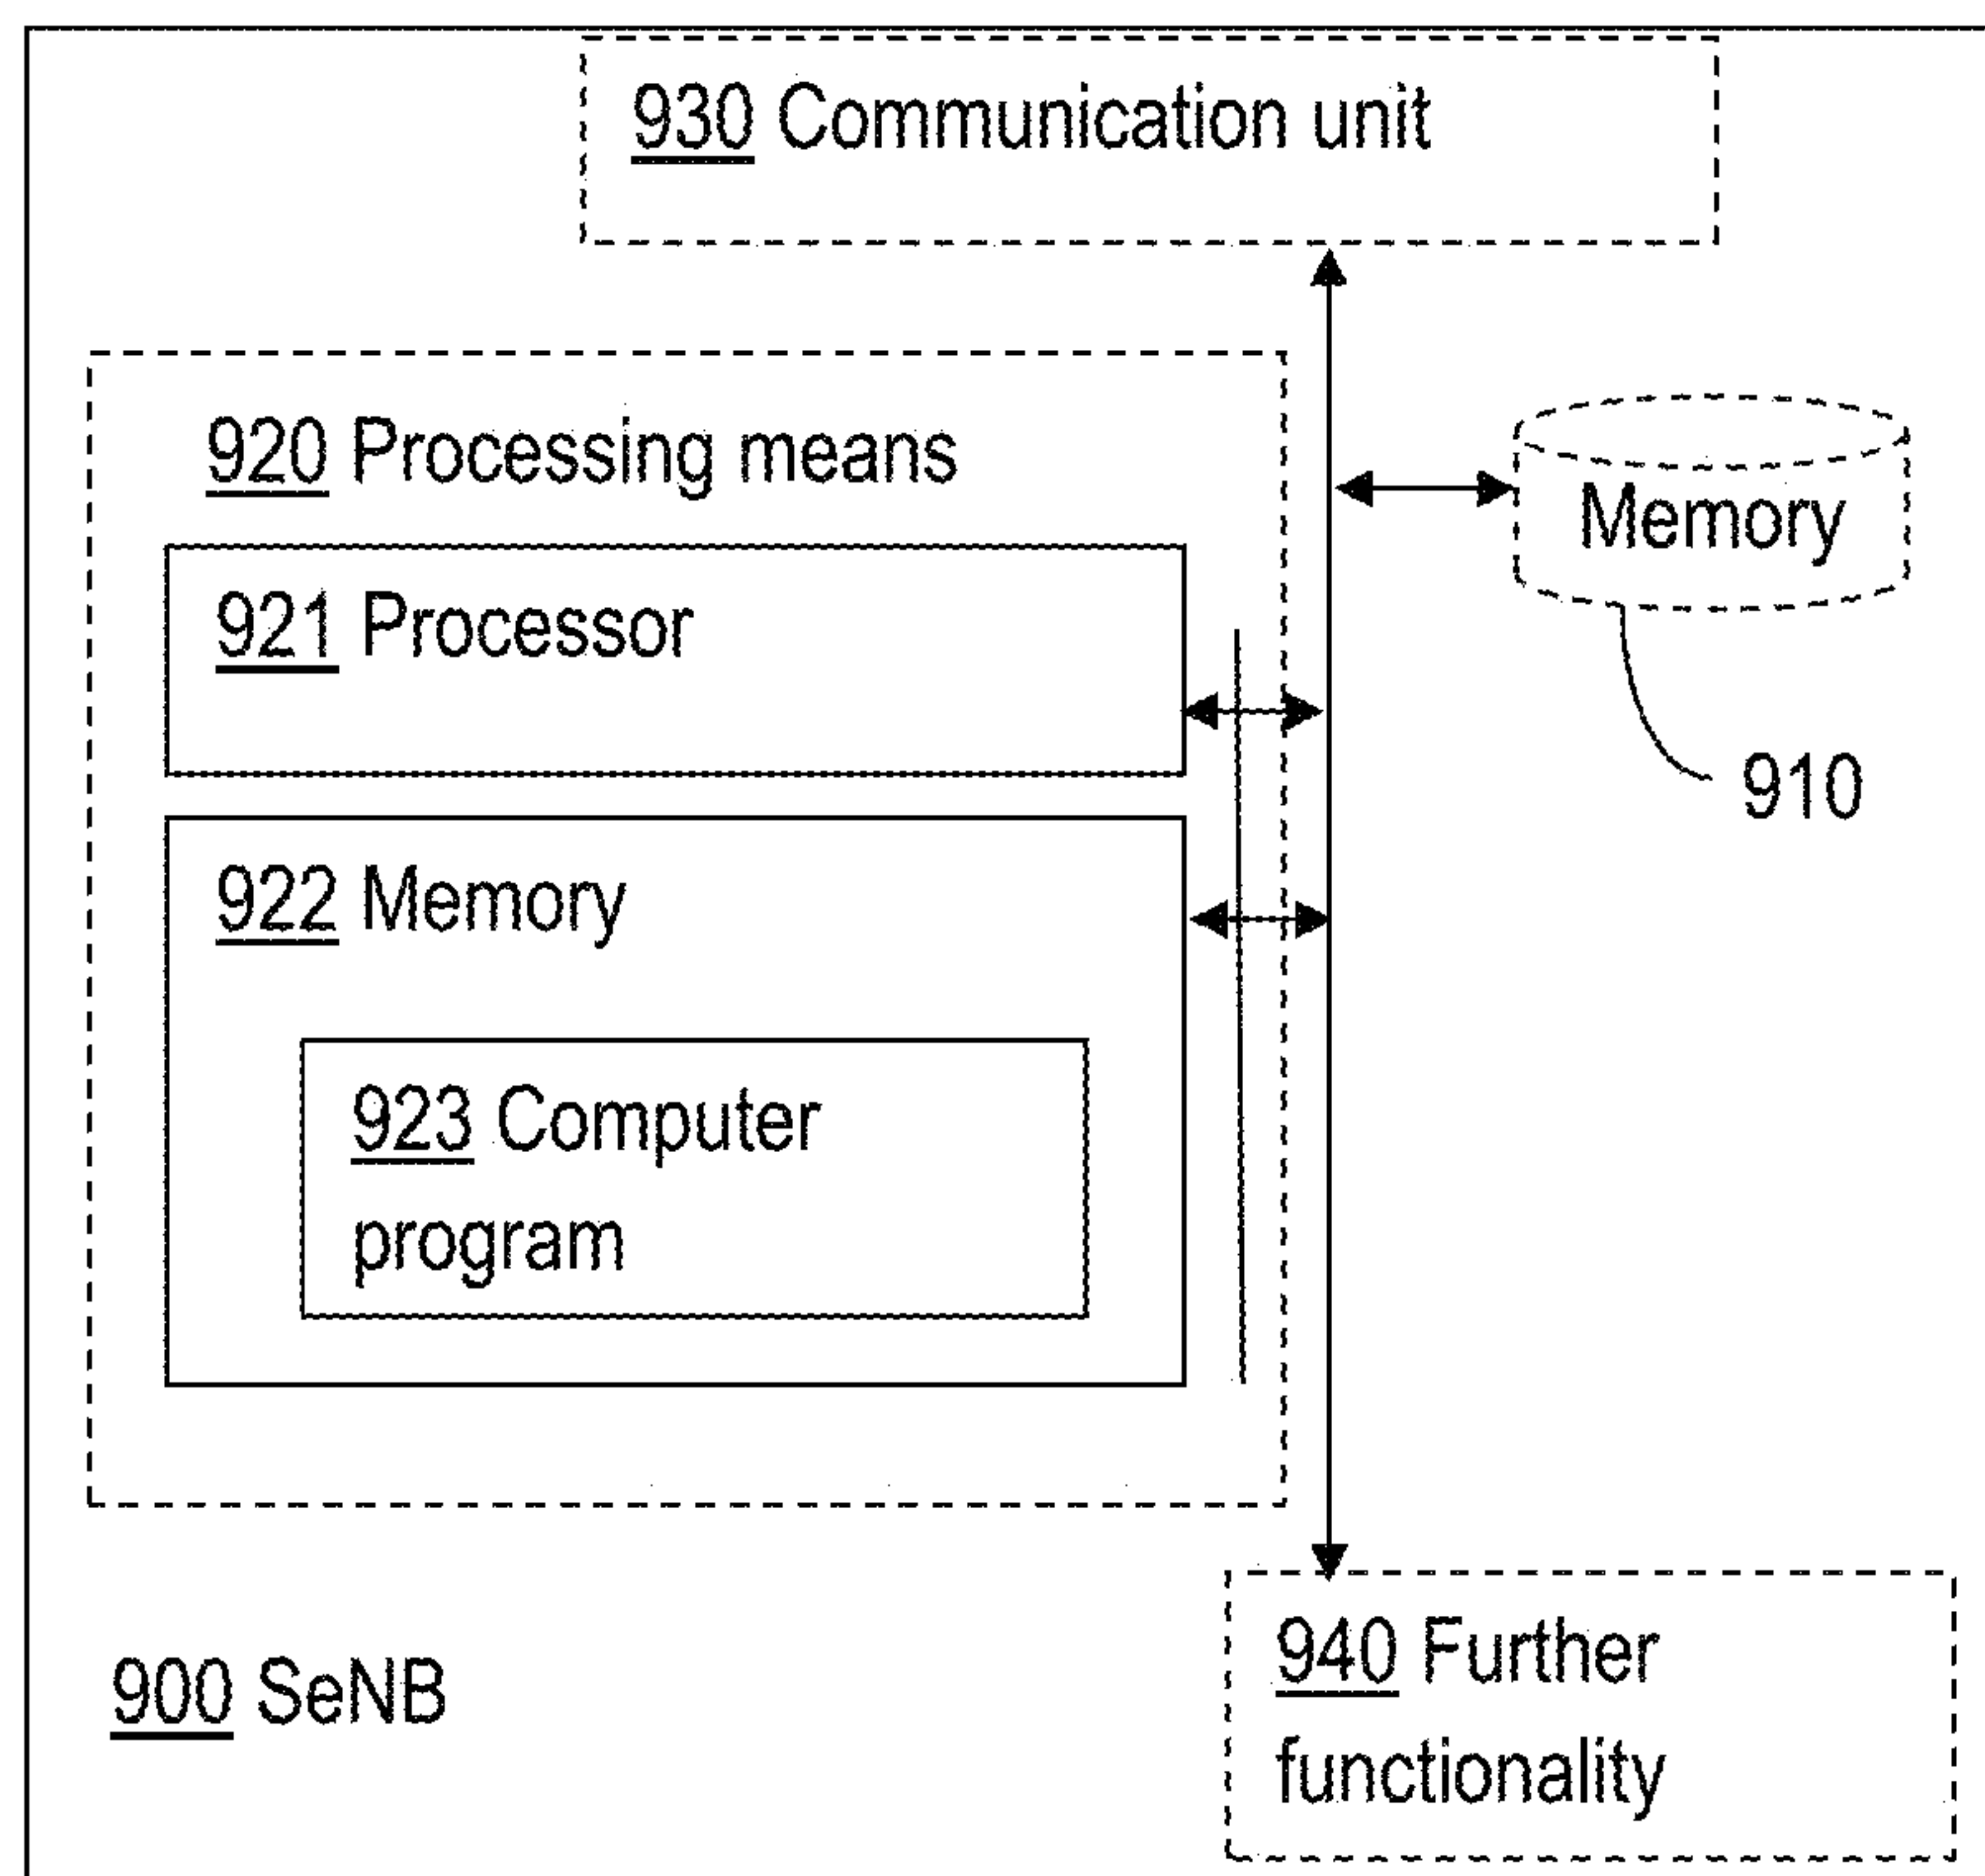 930 Communication unit
920 Processing means
Memory
921 Processor
910
922 Memory
923 Computer
program
900 SeNB
940 Further
functionality